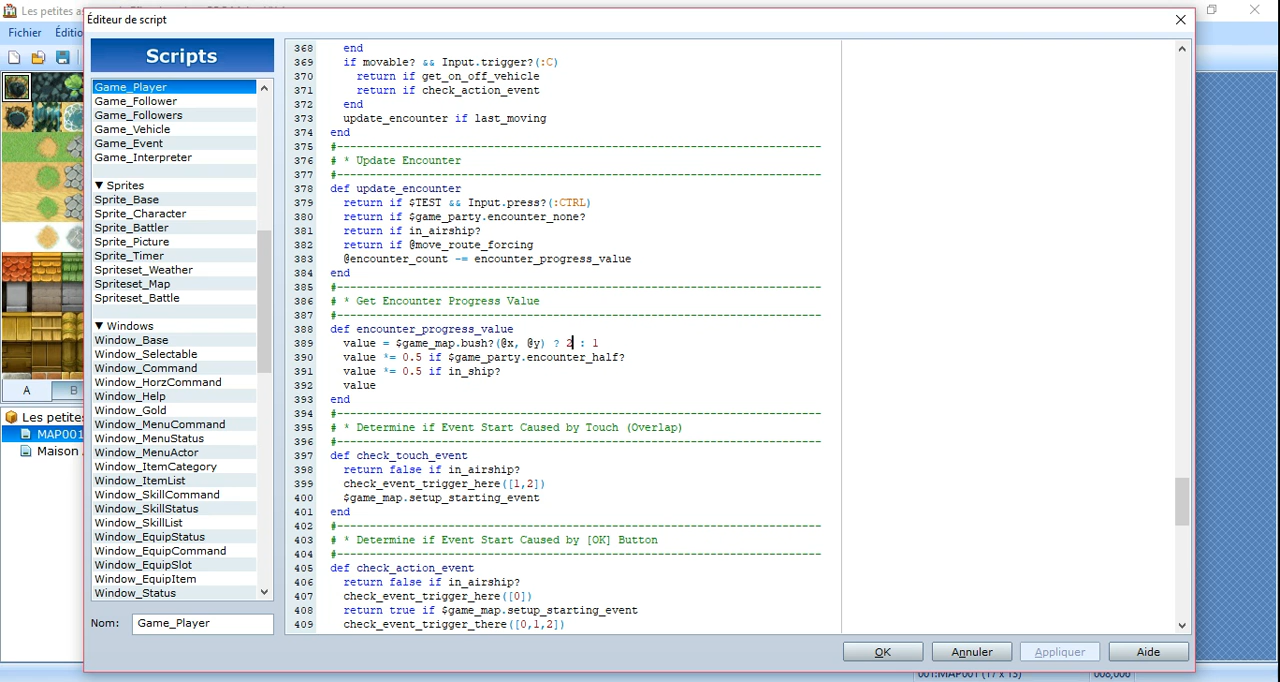 Les petites as
Éditeur de script
Fichier Éditio
Scripts
Game_Player
Game_Follower
Game_Followers
Game_Vehicle
Game_Event
Game_Interpreter
▼ Sprites
Sprite_Base
Sprite_Character
Sprite_Battler
Sprite_Picture
Sprite_Timer
Spriteset_Weather
Spriteset_Map
Spriteset_Battle
▼ Windows
Window_Base
Window_Selectable
Window_Command
Window_HorzCommand
Window_Help
Window_Gold
Window_MenuCommand
Window_MenuStatus
Window_MenuActor
Window_ItemCategory
Window_ItemList
Window_SkillCommand
Window_SkillStatus
Window_SkillList
Window_EquipStatus
Window_EquipCommand
Window_EquipSlot
Window_EquipItem
Window_Status
Nom: Game_Player
A B
Les petites
MAP001
Maison
368 end
369 if movable? && Input.trigger?(:C)
370 return if get_on_off_vehicle
371 return if check_action_event
372 end
373 update_encounter if last_moving
374 end
375 #--------------------------------------------------------------------------
376 # * Update Encounter
377 #--------------------------------------------------------------------------
378 def update_encounter
379 return if $TEST && Input.press?(:CTRL)
380 return if $game_party.encounter_none?
381 return if in_airship?
382 return if @move_route_forcing
383 @encounter_count -= encounter_progress_value
384 end
385 #--------------------------------------------------------------------------
386 # * Get Encounter Progress Value
387 #--------------------------------------------------------------------------
388 def encounter_progress_value
389 value = $game_map.bush?(@x, @y) ? 2 : 1
390 value *= 0.5 if $game_party.encounter_half?
391 value *= 0.5 if in_ship?
392 value
393 end
394 #--------------------------------------------------------------------------
395 # * Determine if Event Start Caused by Touch (Overlap)
396 #--------------------------------------------------------------------------
397 def check_touch_event
398 return false if in_airship?
399 check_event_trigger_here([1,2])
400 $game_map.setup_starting_event
401 end
402 #--------------------------------------------------------------------------
403 # * Determine if Event Start Caused by [OK] Button
404 #--------------------------------------------------------------------------
405 def check_action_event
406 return false if in_airship?
407 check_event_trigger_here([0])
408 return true if $game_map.setup_starting_event
409 check_event_trigger_there([0,1,2])
OK Annuler Appliquer Aide
001:MAP001 (17 x 13) 008,006